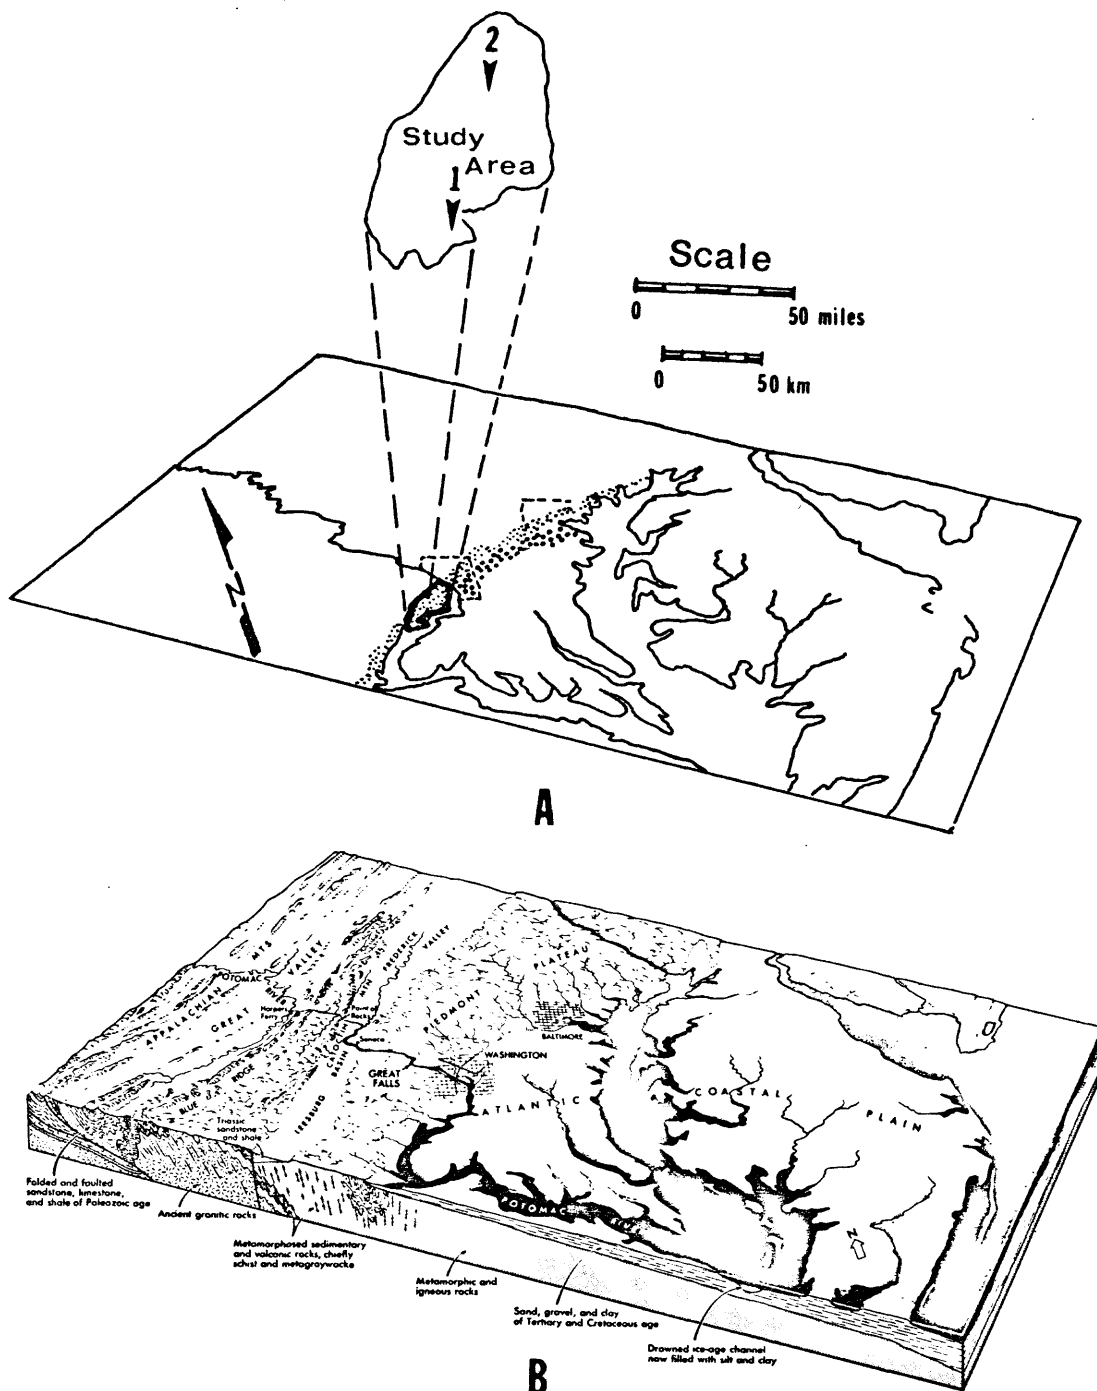 2
Study
Area
1
Scale
0 50 miles
0 50 km
N
A
MTS
APPALACHIAN
GREAT
VALLEY
POTOMAC
RIVER
Harpers
Ferry
BLUE
RIDGE
Point of
Rocks
FREDERICK
VALLEY
BASIN
LEESBURG
Seneca
GREAT
FALLS
PIEDMONT
PLATEAU
BALTIMORE
WASHINGTON
ATLANTIC
COASTAL
PLAIN
POTOMAC
N
Triassic
sandstone
and shale
Folded and faulted
sandstone, limestone,
and shale of Paleozoic age
Ancient granitic rocks
Metamorphosed sedimentary
and volcanic rocks, chiefly
schist and metagraywacke
Metamorphic and
igneous rocks
Sand, gravel, and clay
of Tertiary and Cretaceous age
Drowned ice-age channel
now filled with silt and clay
B